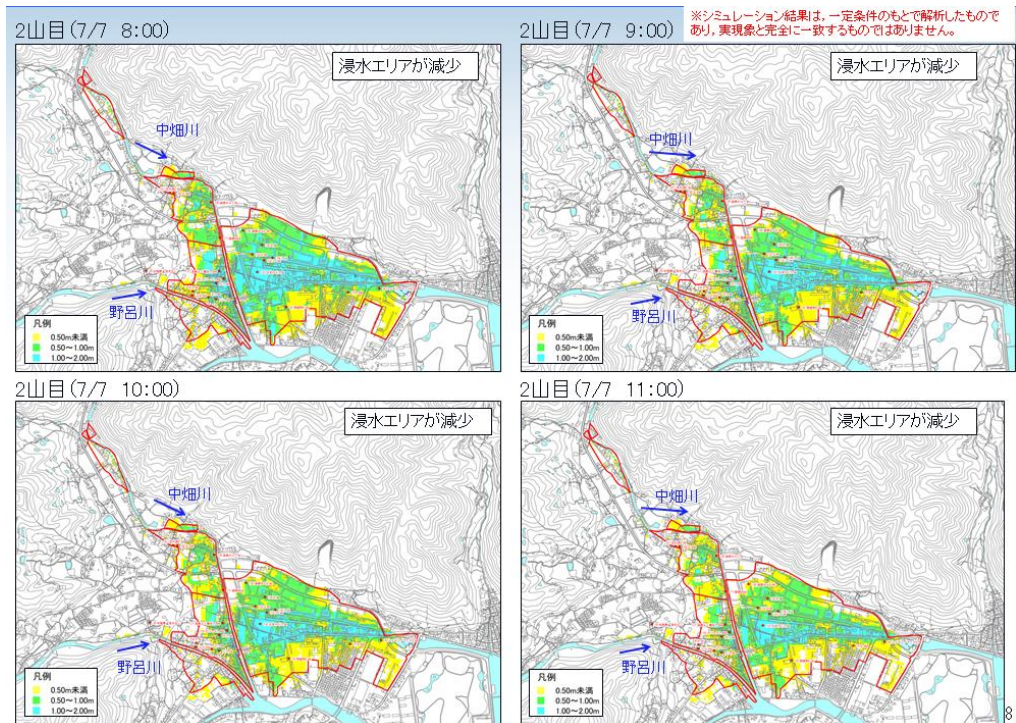 ※シミュレーション結果は，一定条件のもとで解析したもので
あり，実現象と完全に一致するものではありません。
2山目(7/7 8:00)
浸水エリアが減少
中畑川
野呂川
凡例
0.50m未満
0.50～1.00m
1.00～2.00m
2山目(7/7 9:00)
浸水エリアが減少
中畑川
野呂川
凡例
0.50m未満
0.50～1.00m
1.00～2.00m
2山目(7/7 10:00)
浸水エリアが減少
中畑川
野呂川
凡例
0.50m未満
0.50～1.00m
1.00～2.00m
2山目(7/7 11:00)
浸水エリアが減少
中畑川
野呂川
凡例
0.50m未満
0.50～1.00m
1.00～2.00m
8